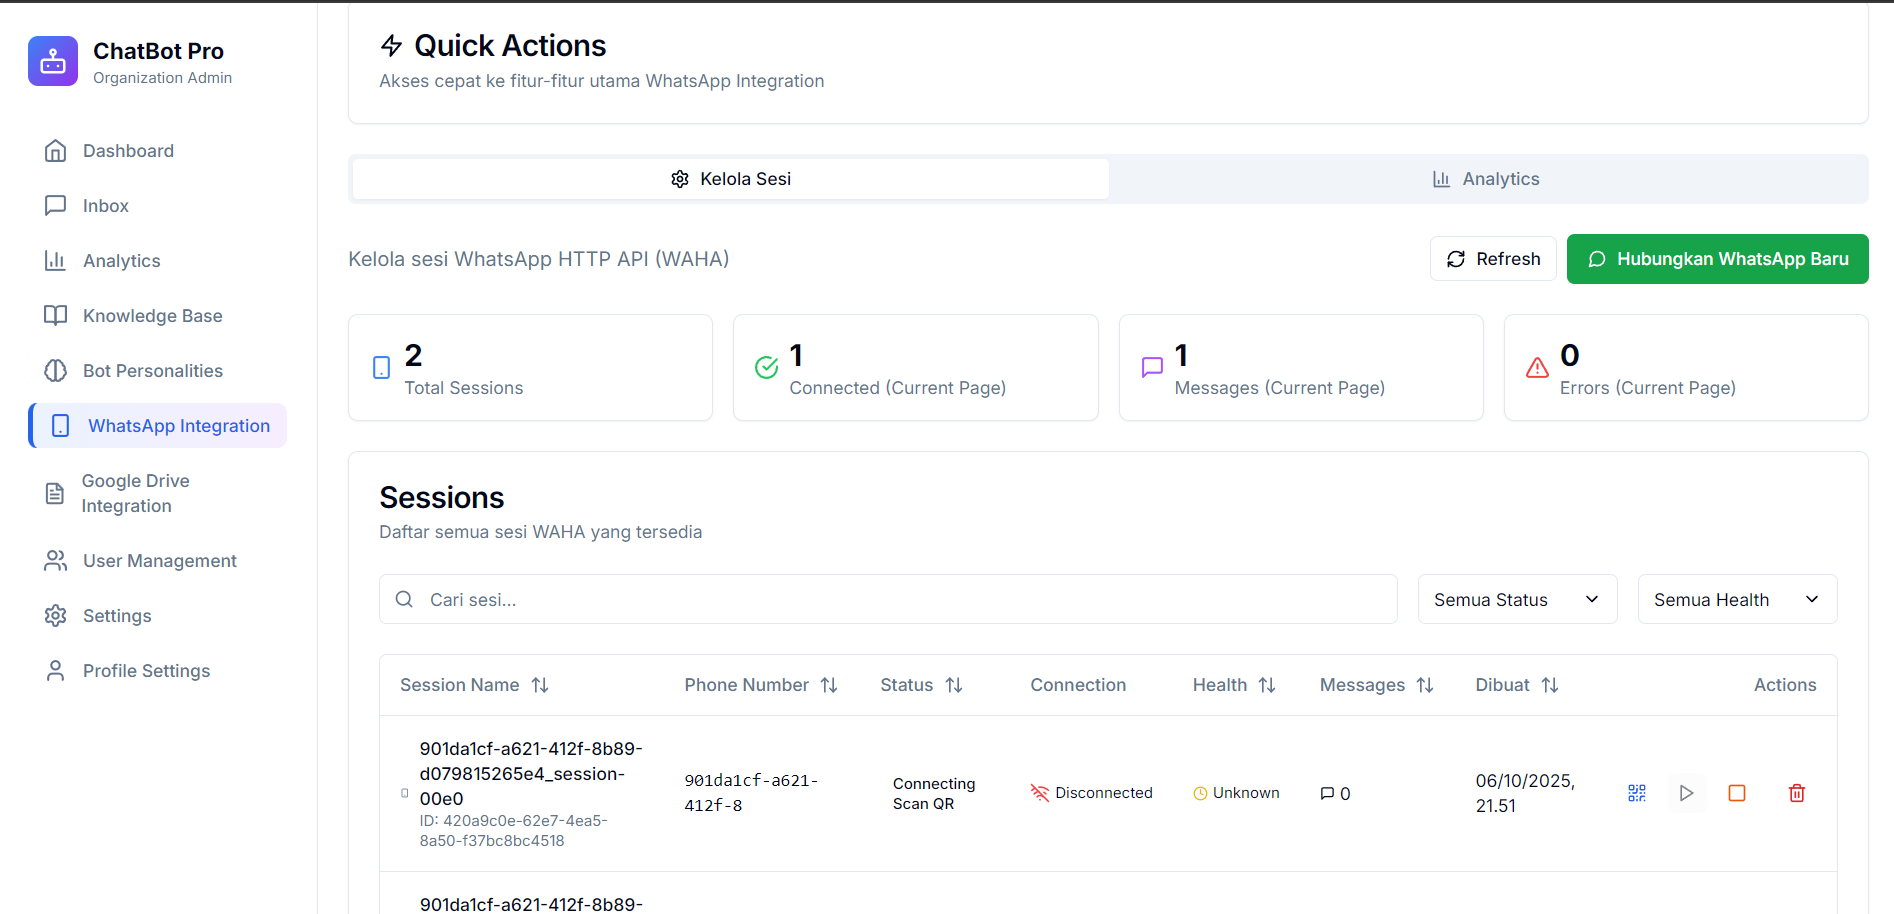 ChatBot Pro
Organization Admin
Dashboard
Inbox
Analytics
Knowledge Base
Bot Personalities
WhatsApp Integration
Google Drive
Integration
User Management
Settings
Profile Settings
Quick Actions
Akses cepat ke fitur-fitur utama WhatsApp Integration
Kelola Sesi
Analytics
Kelola sesi WhatsApp HTTP API (WAHA)
Refresh
Hubungkan WhatsApp Baru
2
Total Sessions
1
Connected (Current Page)
1
Messages (Current Page)
0
Errors (Current Page)
Sessions
Daftar semua sesi WAHA yang tersedia
Cari sesi...
Semua Status
Semua Health
Session Name
Phone Number
Status
Connection
Health
Messages
Dibuat
Actions
901da1cf-a621-412f-8b89-
d079815265e4_session-
00e0
ID: 420a9c0e-62e7-4ea5-
8a50-f37bc8bc4518
901da1cf-a621-
412f-8
Connecting
Scan QR
Disconnected
Unknown
0
06/10/2025,
21.51
901da1cf-a621-412f-8b89-